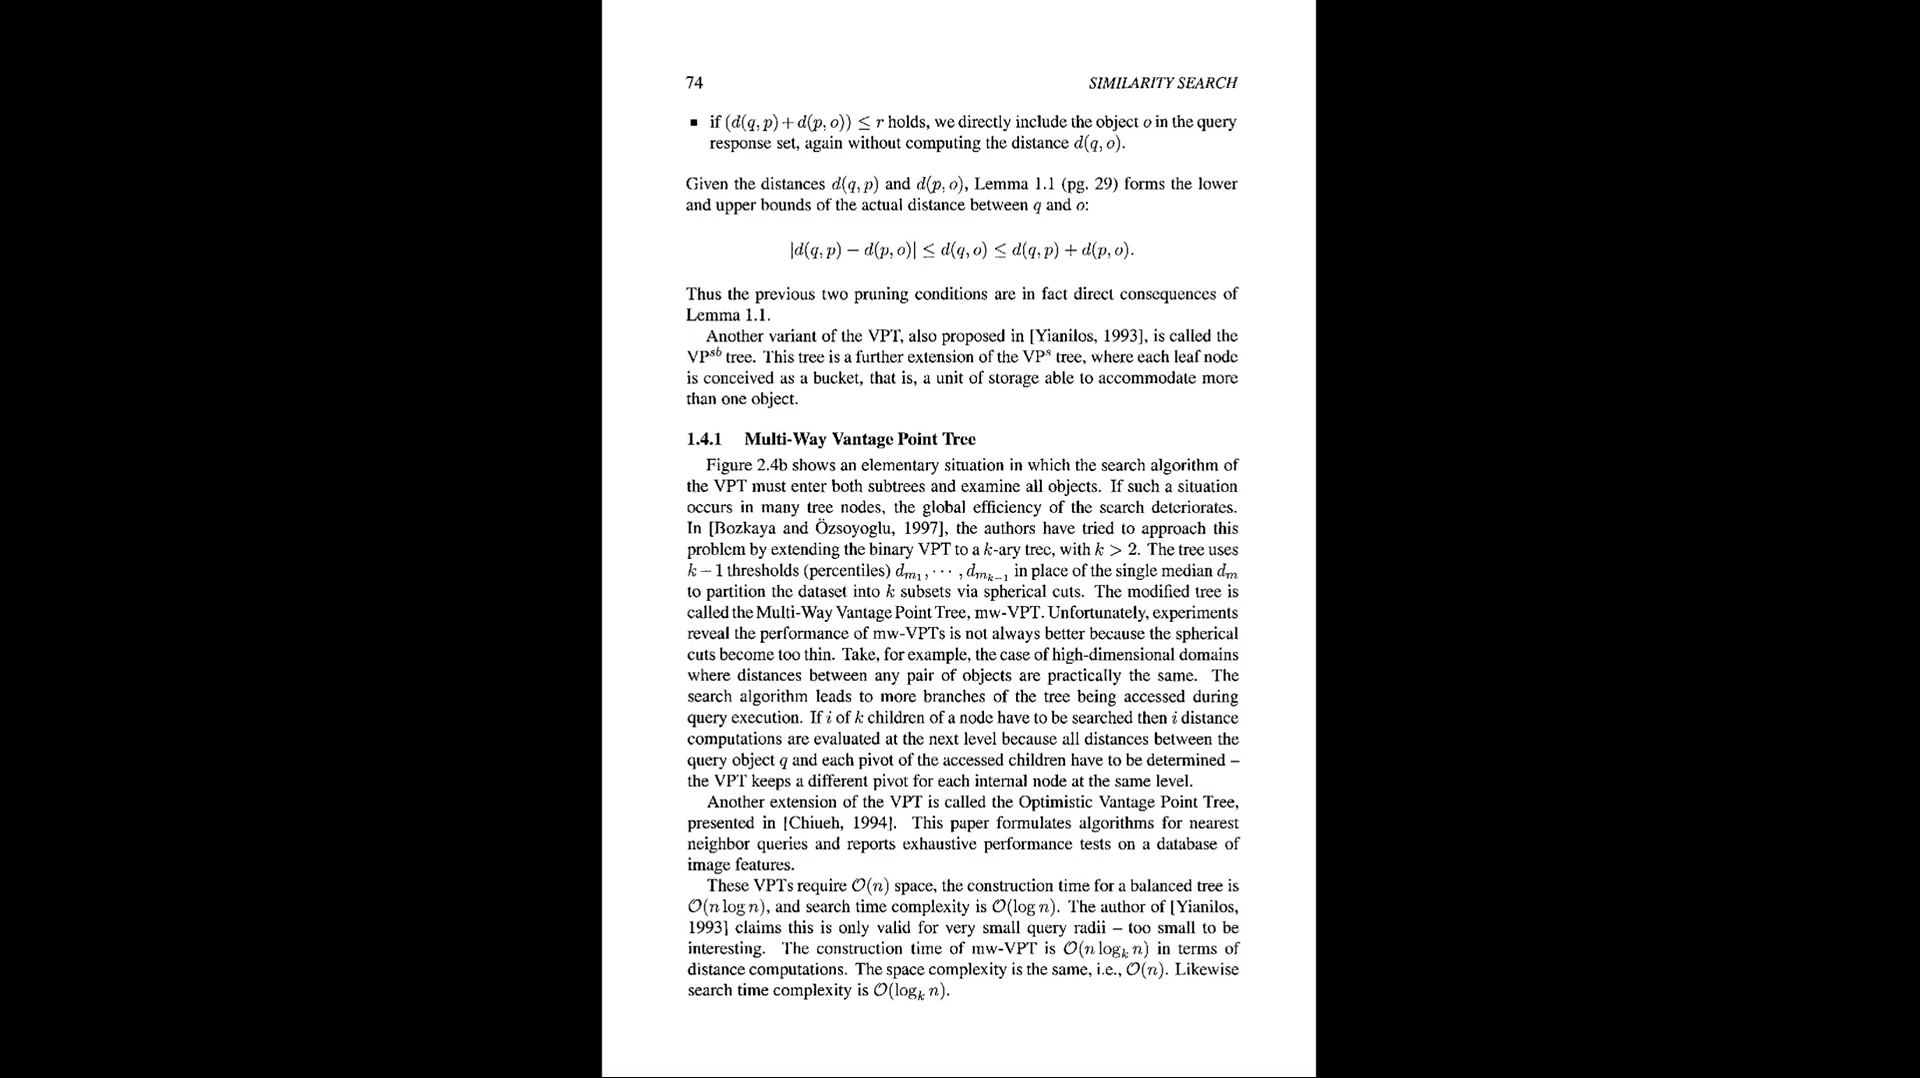 74 SIMILARITY SEARCH
▪ if (d(q, p) + d(p, o)) ≤ r holds, we directly include the object o in the query
response set, again without computing the distance d(q, o).
Given the distances d(q, p) and d(p, o), Lemma 1.1 (pg. 29) forms the lower
and upper bounds of the actual distance between q and o:
|d(q, p) − d(p, o)| ≤ d(q, o) ≤ d(q, p) + d(p, o).
Thus the previous two pruning conditions are in fact direct consequences of
Lemma 1.1.
Another variant of the VPT, also proposed in [Yianilos, 1993], is called the
VP^{sb} tree. This tree is a further extension of the VP^{s} tree, where each leaf node
is conceived as a bucket, that is, a unit of storage able to accommodate more
than one object.
1.4.1 Multi-Way Vantage Point Tree
Figure 2.4b shows an elementary situation in which the search algorithm of
the VPT must enter both subtrees and examine all objects. If such a situation
occurs in many tree nodes, the global efficiency of the search deteriorates.
In [Bozkaya and Özsoyoglu, 1997], the authors have tried to approach this
problem by extending the binary VPT to a k-ary tree, with k > 2. The tree uses
k − 1 thresholds (percentiles) d_{m_1}, ··· , d_{m_{k−1}} in place of the single median d_m
to partition the dataset into k subsets via spherical cuts. The modified tree is
called the Multi-Way Vantage Point Tree, mw-VPT. Unfortunately, experiments
reveal the performance of mw-VPTs is not always better because the spherical
cuts become too thin. Take, for example, the case of high-dimensional domains
where distances between any pair of objects are practically the same. The
search algorithm leads to more branches of the tree being accessed during
query execution. If i of k children of a node have to be searched then i distance
computations are evaluated at the next level because all distances between the
query object q and each pivot of the accessed children have to be determined –
the VPT keeps a different pivot for each internal node at the same level.
Another extension of the VPT is called the Optimistic Vantage Point Tree,
presented in [Chiueh, 1994]. This paper formulates algorithms for nearest
neighbor queries and reports exhaustive performance tests on a database of
image features.
These VPTs require O(n) space, the construction time for a balanced tree is
O(n log n), and search time complexity is O(log n). The author of [Yianilos,
1993] claims this is only valid for very small query radii – too small to be
interesting. The construction time of mw-VPT is O(n log_k n) in terms of
distance computations. The space complexity is the same, i.e., O(n). Likewise
search time complexity is O(log_k n).